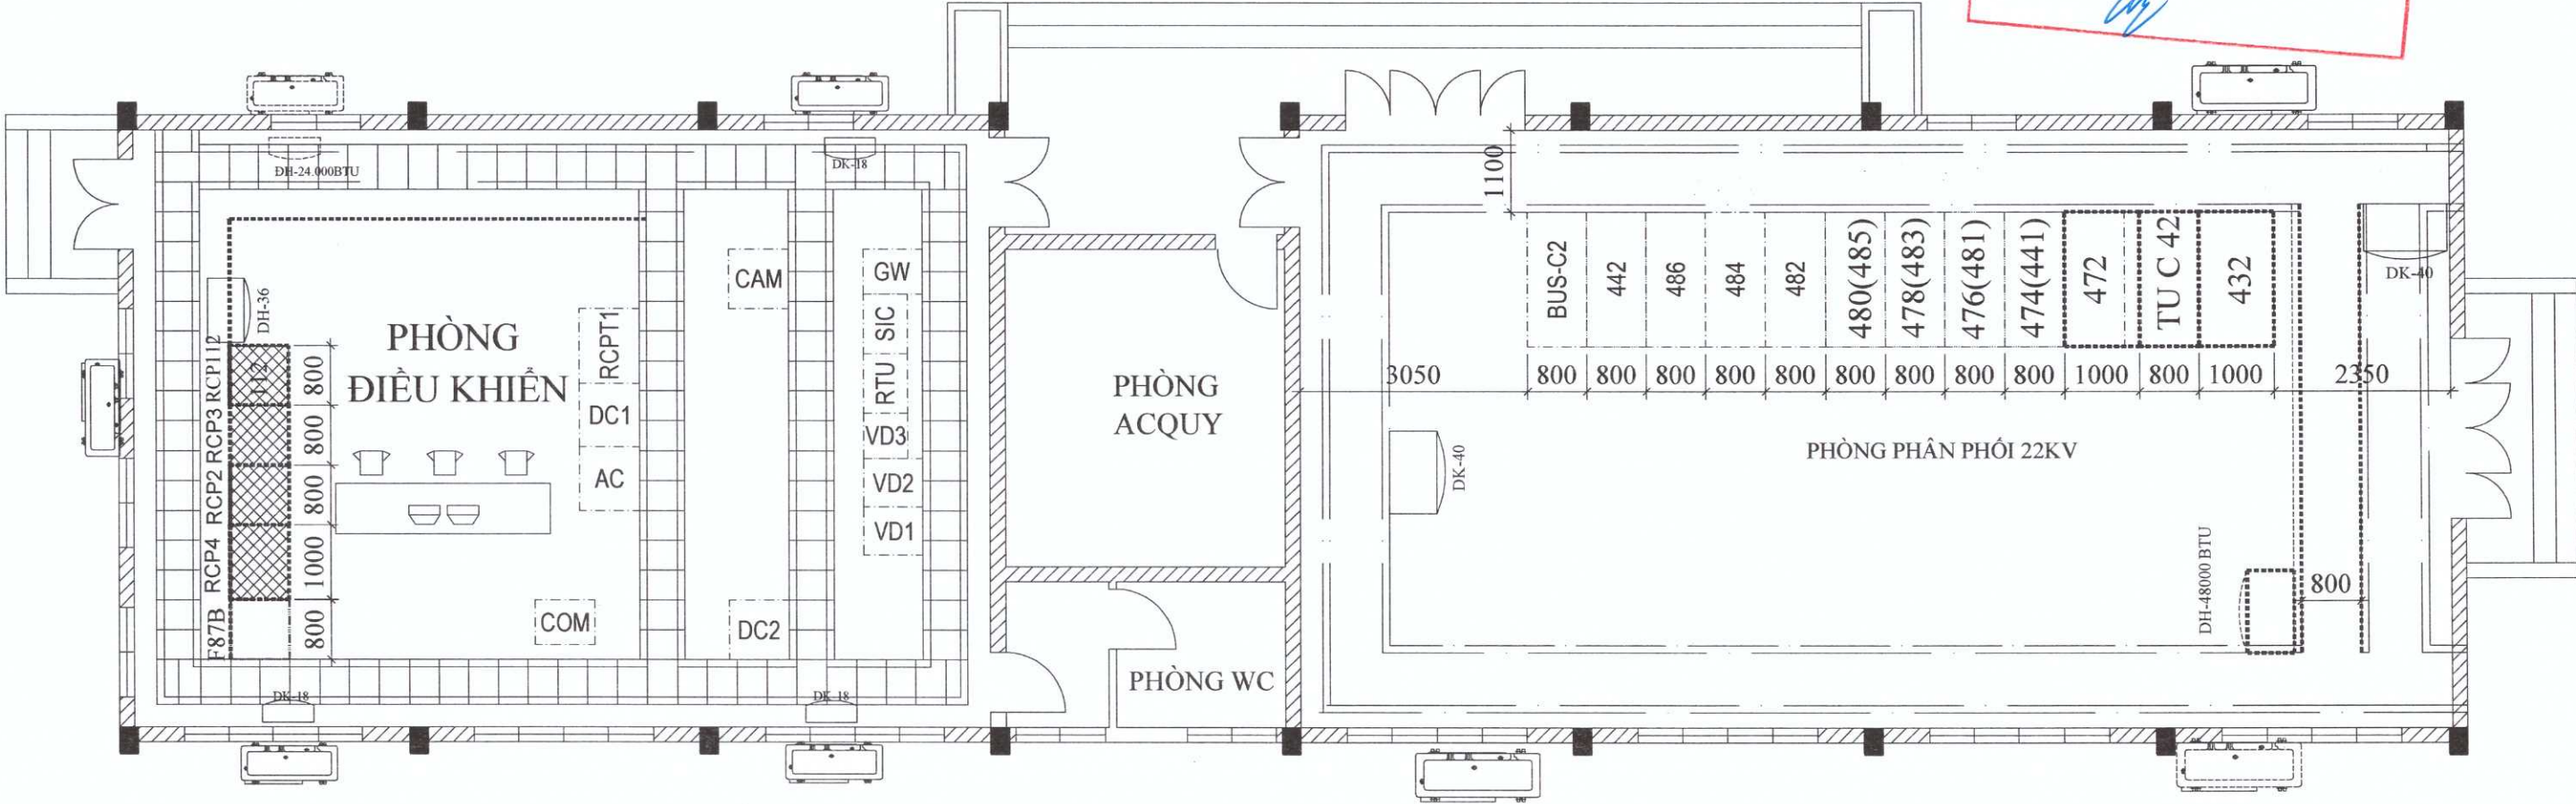 ĐH-24.000BTU
DK-18
DH-36
PHÒNG
ĐIỀU KHIỂN
RCP112
RCP3
RCP2
RCP4
F87B
112
800
800
800
1000
800
RCPT1
DC1
AC
COM
CAM
DC2
GW
SIC
RTU
VD3
VD2
VD1
DK-18
DK-18
PHÒNG
ACQUY
PHÒNG WC
1100
BUS-C2
442
486
484
482
480(485)
478(483)
476(481)
474(441)
472
TU C 42
432
3050
800
800
800
800
800
800
800
800
800
1000
800
1000
2350
DK-40
DK-40
PHÒNG PHÂN PHỐI 22KV
DH-48000 BTU
800